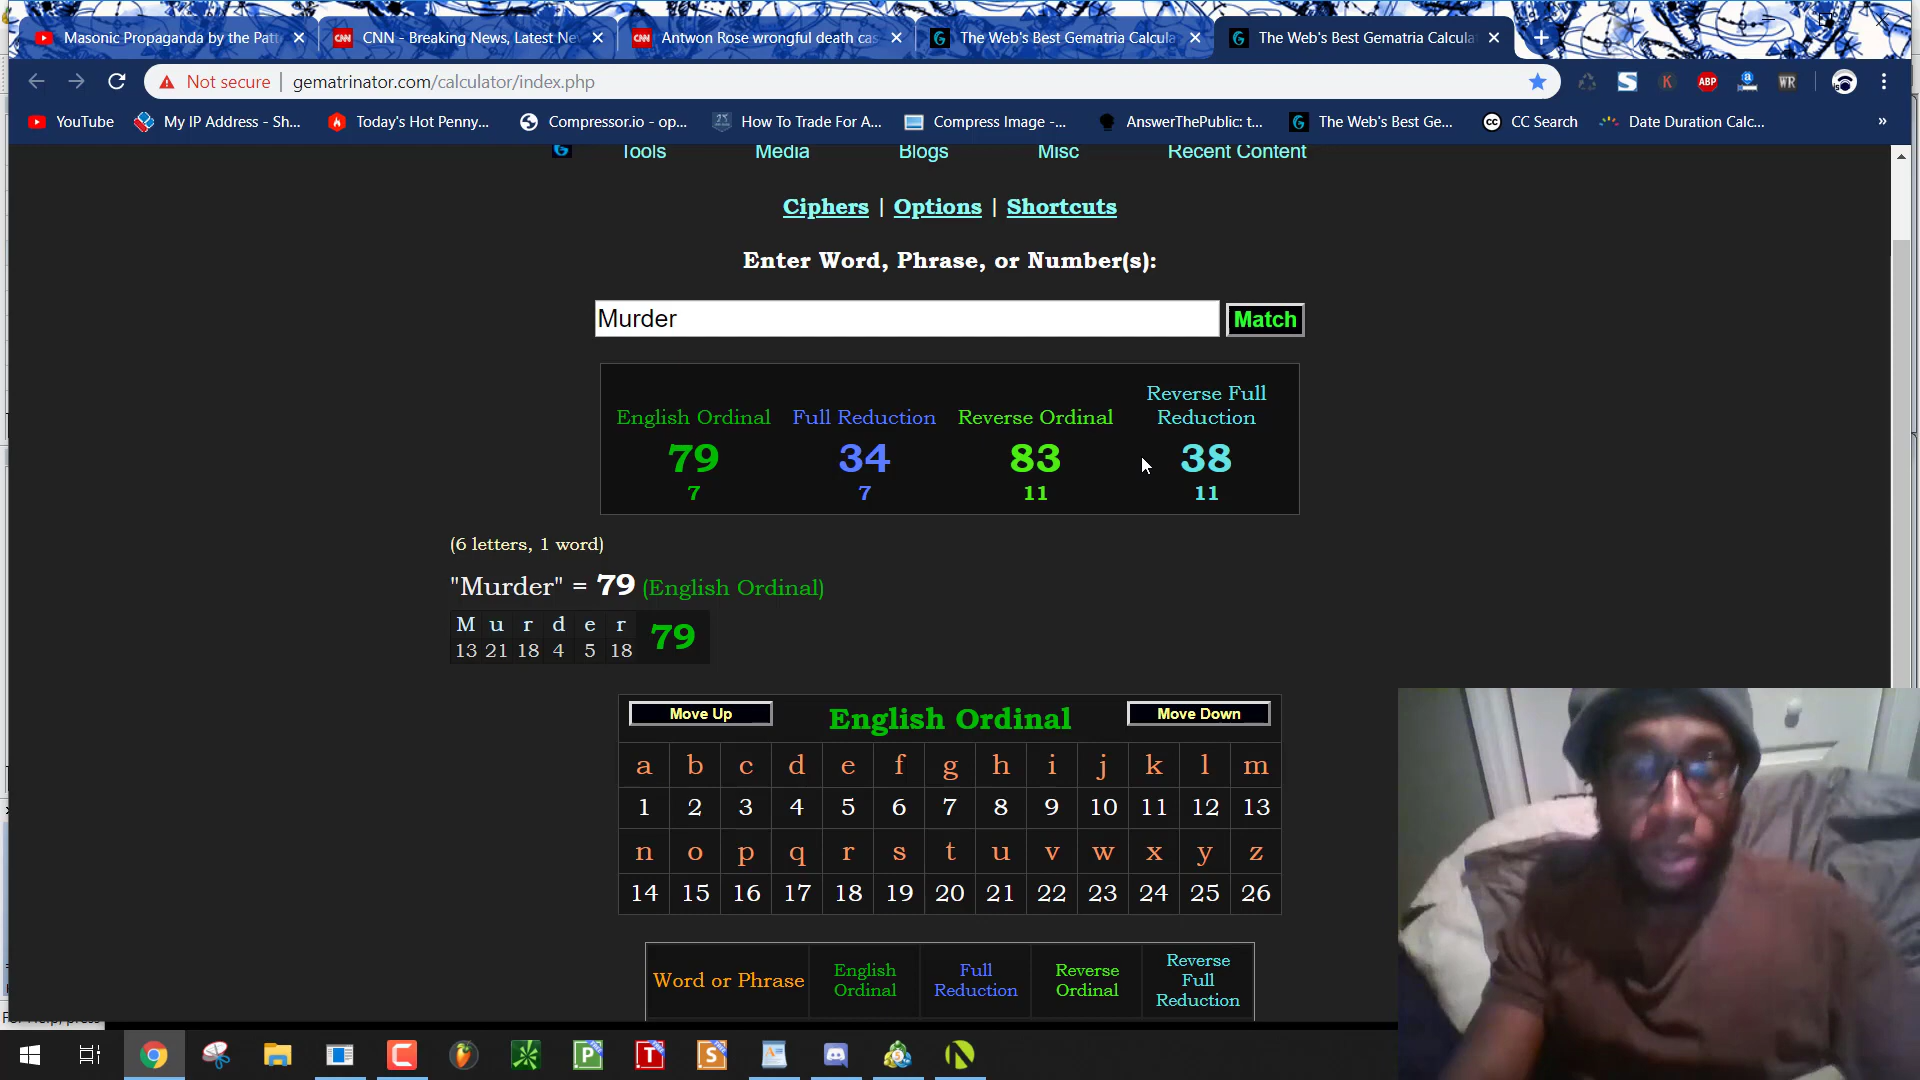 Masonic Propaganda by the Patt
CNN - Breaking News, Latest Ne
Antwon Rose wrongful death cas
The Web's Best Gematria Calcula
The Web's Best Gematria Calculat
Not secure | gematrinator.com/calculator/index.php
YouTube
My IP Address - Sh...
Today's Hot Penny...
Compressor.io - op...
How To Trade For A...
Compress Image -...
AnswerThePublic: t...
The Web's Best Ge...
CC Search
Date Duration Calc...
»
Tools Media Blogs Misc Recent Content
Ciphers | Options | Shortcuts
Enter Word, Phrase, or Number(s):
Murder Match
English Ordinal Full Reduction Reverse Ordinal Reverse Full Reduction
79 34 83 38
7 7 11 11
(6 letters, 1 word)
"Murder" = 79 (English Ordinal)
M u r d e r
13 21 18 4 5 18 79
Move Up English Ordinal Move Down
a b c d e f g h i j k l m
1 2 3 4 5 6 7 8 9 10 11 12 13
n o p q r s t u v w x y z
14 15 16 17 18 19 20 21 22 23 24 25 26
Word or Phrase English Ordinal Full Reduction Reverse Ordinal Reverse Full Reduction